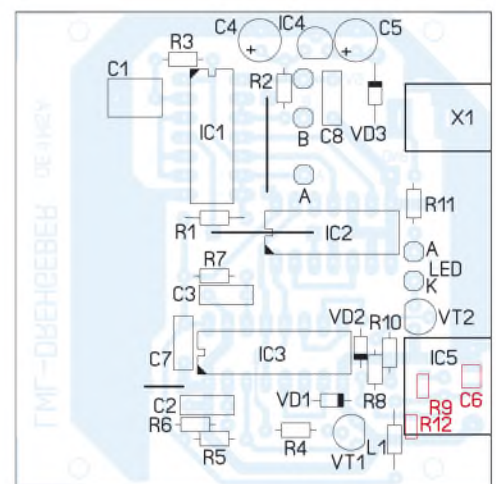 C4
IC4
C5
R3
C1
R2
IC1
B
C8
VD3
X1
A
R11
R1
IC2
A
LED
K
R7
C3
VT2
VD2
R10
C7
IC3
IC5
C2
VD1
R8
R9
C6
R6
R12
R5
R4
VT1
L1